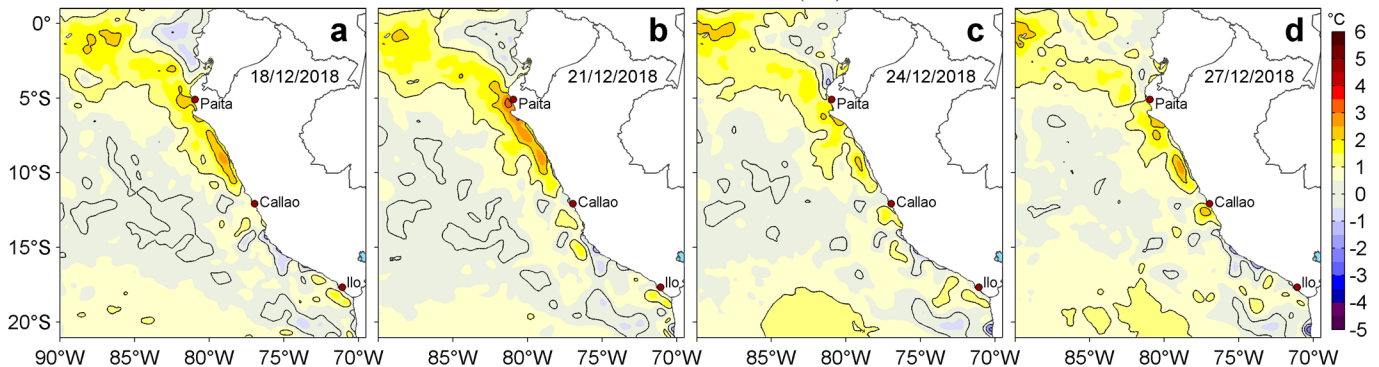 a b c d °C
0° 6
18/12/2018 21/12/2018 24/12/2018 27/12/2018 5
4
5°S Paita Paita Paita Paita 3
2
10°S 1
0
Callao Callao Callao Callao -1
15°S -2
-3
Ilo Ilo Ilo Ilo -4
20°S -5
90°W 85°W 80°W 75°W 70°W 85°W 80°W 75°W 70°W 85°W 80°W 75°W 70°W 85°W 80°W 75°W 70°W